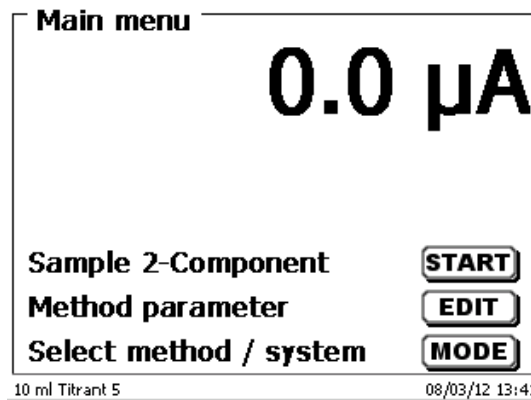 Main menu
0.0 µA
Sample 2-Component START
Method parameter EDIT
Select method / system MODE
10 ml Titrant 5 08/03/12